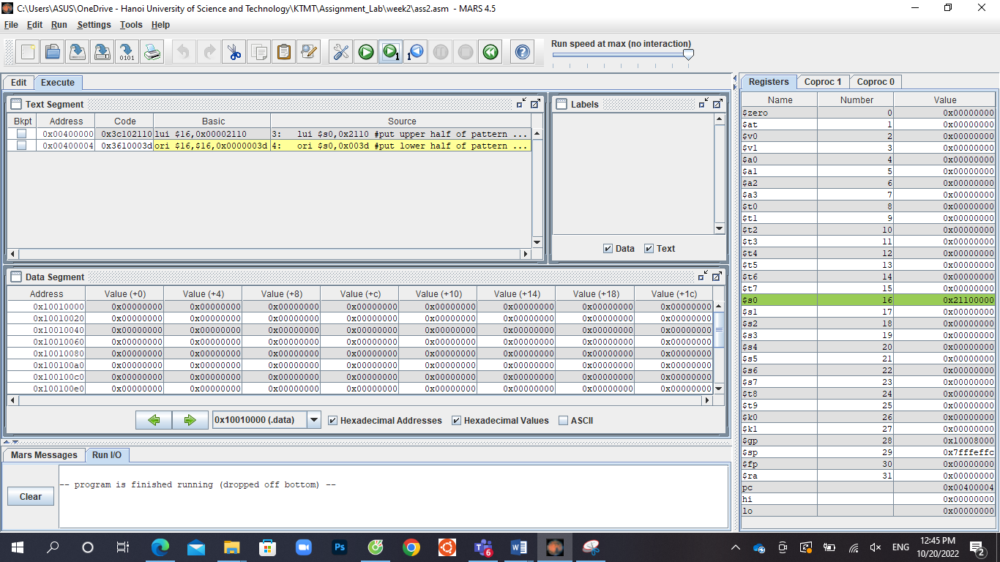 C:\Users\ASUS\OneDrive - Hanoi University of Science and Technology\KTMT\Assignment_Lab\week2\ass2.asm - MARS 4.5
File Edit Run Settings Tools Help
Run speed at max (no interaction)
Edit Execute
Text Segment
Bkpt Address Code Basic Source
0x00400000 0x3c102110 lui $16,0x00002110 3: lui $s0,0x2110 #put upper half of pattern ...
0x00400004 0x3610003d ori $16,$16,0x0000003d 4: ori $s0,0x003d #put lower half of pattern ...
Labels
Data Text
Data Segment
Address Value (+0) Value (+4) Value (+8) Value (+c) Value (+10) Value (+14) Value (+18) Value (+1c)
0x10010000 0x00000000 0x00000000 0x00000000 0x00000000 0x00000000 0x00000000 0x00000000 0x00000000
0x10010020 0x00000000 0x00000000 0x00000000 0x00000000 0x00000000 0x00000000 0x00000000 0x00000000
0x10010040 0x00000000 0x00000000 0x00000000 0x00000000 0x00000000 0x00000000 0x00000000 0x00000000
0x10010060 0x00000000 0x00000000 0x00000000 0x00000000 0x00000000 0x00000000 0x00000000 0x00000000
0x10010080 0x00000000 0x00000000 0x00000000 0x00000000 0x00000000 0x00000000 0x00000000 0x00000000
0x100100a0 0x00000000 0x00000000 0x00000000 0x00000000 0x00000000 0x00000000 0x00000000 0x00000000
0x100100c0 0x00000000 0x00000000 0x00000000 0x00000000 0x00000000 0x00000000 0x00000000 0x00000000
0x100100e0 0x00000000 0x00000000 0x00000000 0x00000000 0x00000000 0x00000000 0x00000000 0x00000000
0x10010000 (.data) Hexadecimal Addresses Hexadecimal Values ASCII
Mars Messages Run I/O
Clear
-- program is finished running (dropped off bottom) --
Registers Coproc 1 Coproc 0
Name Number Value
$zero 0 0x00000000
$at 1 0x00000000
$v0 2 0x00000000
$v1 3 0x00000000
$a0 4 0x00000000
$a1 5 0x00000000
$a2 6 0x00000000
$a3 7 0x00000000
$t0 8 0x00000000
$t1 9 0x00000000
$t2 10 0x00000000
$t3 11 0x00000000
$t4 12 0x00000000
$t5 13 0x00000000
$t6 14 0x00000000
$t7 15 0x00000000
$s0 16 0x21100000
$s1 17 0x00000000
$s2 18 0x00000000
$s3 19 0x00000000
$s4 20 0x00000000
$s5 21 0x00000000
$s6 22 0x00000000
$s7 23 0x00000000
$t8 24 0x00000000
$t9 25 0x00000000
$k0 26 0x00000000
$k1 27 0x00000000
$gp 28 0x10008000
$sp 29 0x7fffeffc
$fp 30 0x00000000
$ra 31 0x00000000
pc 0x00400004
hi 0x00000000
lo 0x00000000
ENG
12:45 PM
10/20/2022